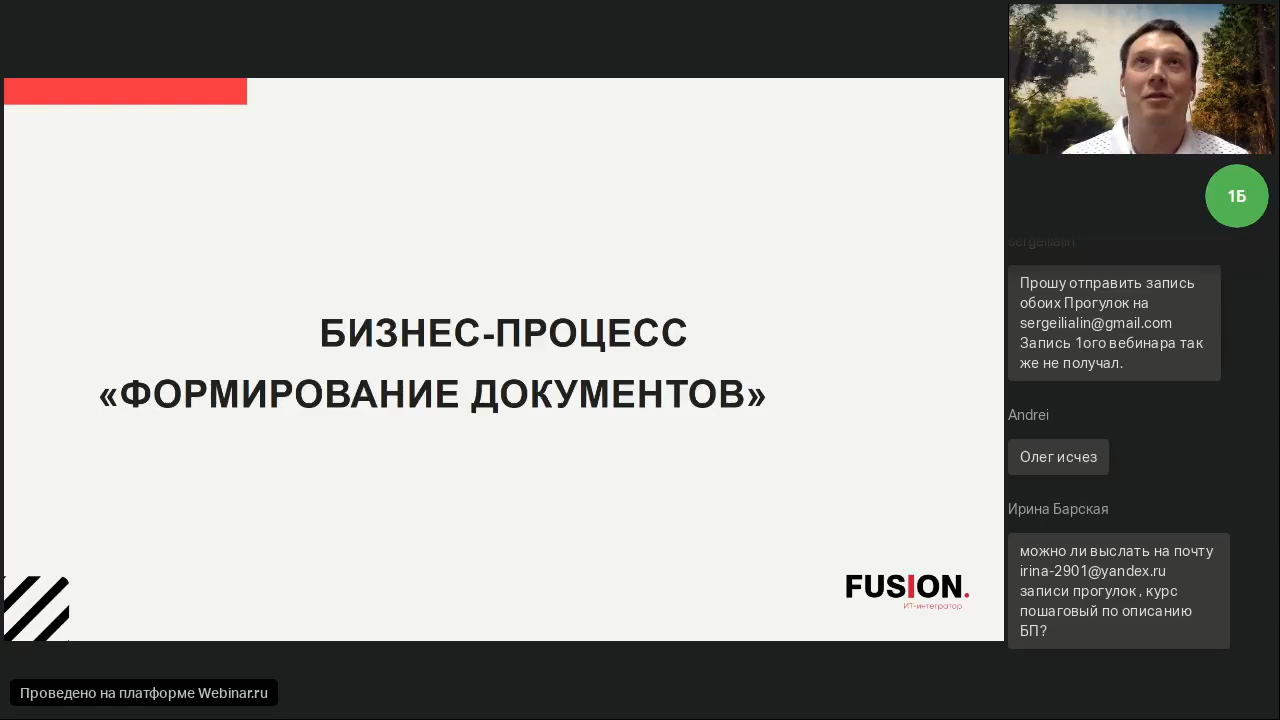 БИЗНЕС-ПРОЦЕСС
«ФОРМИРОВАНИЕ ДОКУМЕНТОВ»
FUSION.
ИТ-интегратор
1Б
sergeilialin
Прошу отправить запись
обоих Прогулок на
sergeilialin@gmail.com
Запись 1ого вебинара так
же не получал.
Andrei
Олег исчез
Ирина Барская
можно ли выслать на почту
irina-2901@yandex.ru
записи прогулок , курс
пошаговый по описанию
БП?
Проведено на платформе Webinar.ru